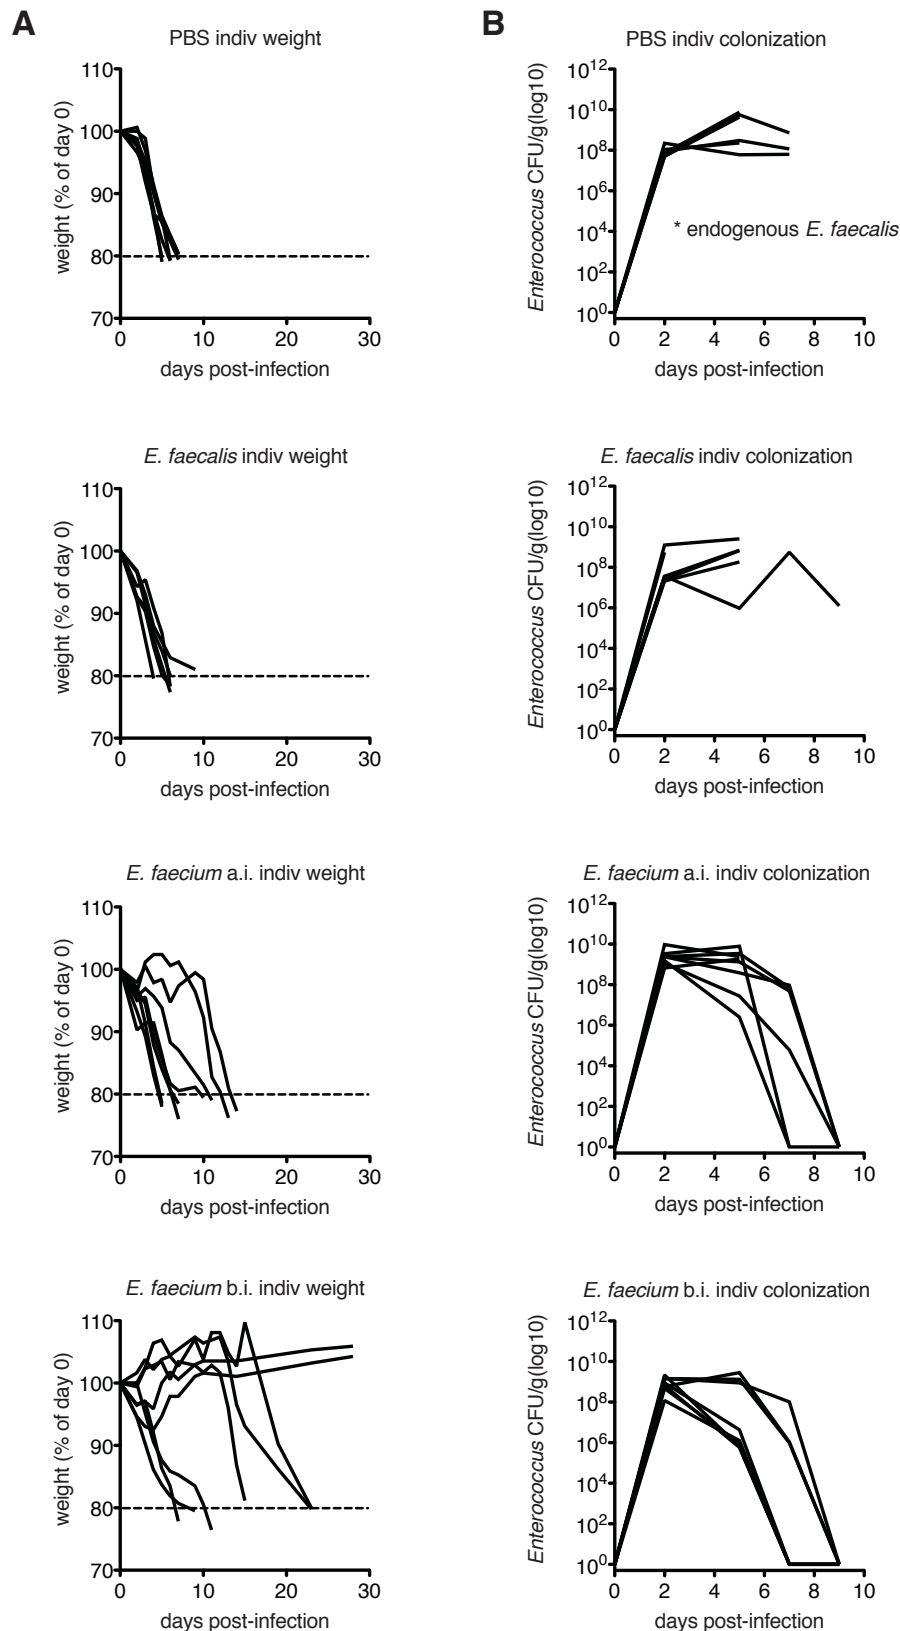 A
PBS indiv weight
weight (% of day 0)
110
100
90
80
70
0 10 20 30
days post-infection
B
PBS indiv colonization
Enterococcus CFU/g(log10)
10¹²
10¹⁰
10⁸
10⁶
10⁴
10²
10⁰
* endogenous E. faecalis
0 2 4 6 8 10
days post-infection
E. faecalis indiv weight
weight (% of day 0)
110
100
90
80
70
0 10 20 30
days post-infection
E. faecalis indiv colonization
Enterococcus CFU/g(log10)
10¹²
10¹⁰
10⁸
10⁶
10⁴
10²
10⁰
0 2 4 6 8 10
days post-infection
E. faecium a.i. indiv weight
weight (% of day 0)
110
100
90
80
70
0 10 20 30
days post-infection
E. faecium a.i. indiv colonization
Enterococcus CFU/g(log10)
10¹²
10¹⁰
10⁸
10⁶
10⁴
10²
10⁰
0 2 4 6 8 10
days post-infection
E. faecium b.i. indiv weight
weight (% of day 0)
110
100
90
80
70
0 10 20 30
days post-infection
E. faecium b.i. indiv colonization
Enterococcus CFU/g(log10)
10¹²
10¹⁰
10⁸
10⁶
10⁴
10²
10⁰
0 2 4 6 8 10
days post-infection